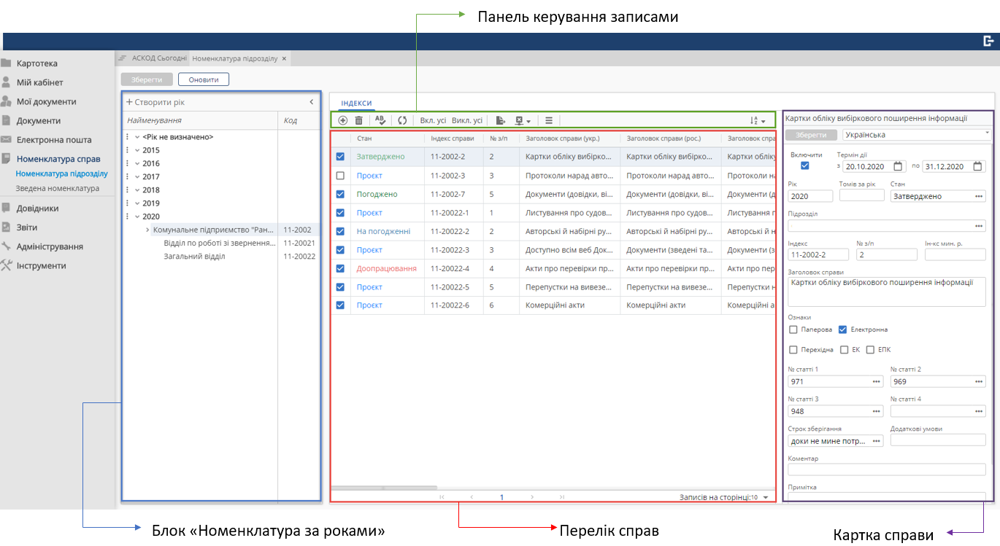 Панель керування записами
Картотека
Мій кабінет
Мої документи
Документи
Електронна пошта
Номенклатура справ
Номенклатура підрозділу
Зведена номенклатура
Довідники
Звіти
Адміністрування
Інструменти
АСКОД Сьогодні
Номенклатура підрозділу ×
Зберегти
Оновити
+ Створити рік
Найменування Код
<Рік не визначено>
2015
2016
2017
2018
2019
2020
Комунальне підприємство "Ран... 11-2002
Відділ по роботі зі звернення... 11-20021
Загальний відділ 11-20022
ІНДЕКСИ
Вкл. усі Викл. усі
Стан Індекс справи № з/п Заголовок справи (укр.) Заголовок справи (рос.) Заголовок спра
Затверджено 11-2002-2 2 Картки обліку вибірко... Картки обліку вибірко... Картки обліку
Проєкт 11-2002-3 3 Протоколи нарад авто... Протоколи нарад авто... Протоколи на
Погоджено 11-2002-7 5 Документи (довідки, ві... Документи (довідки, ві... Документи (д
Проєкт 11-20022-1 1 Листування про судов... Листування про судов... Листування п
На погодженні 11-20022-2 2 Авторські й набірні ру... Авторські й набірні ру... Авторські й н
Проєкт 11-20022-3 3 Доступно всім веб Док... Документи (зведені та... Документи (з
Доопрацювання 11-20022-4 4 Акти про перевірки пр... Акти про перевірки пр... Акти про пер
Проєкт 11-20022-5 5 Перепустки на вивезе... Перепустки на вивезе... Перепустки н
Проєкт 11-20022-6 6 Комерційні акти Комерційні акти Комерційні а
1
Записів на сторінці:10
Картки обліку вибіркового поширення інформації
Зберегти
Українська
Включити Термін дії
з 20.10.2020 по 31.12.2020
Рік Томів за рік Стан
2020 Затверджено ...
Підрозділ
...
Індекс № з/п Ін-кс мин. р.
11-2002-2 2
Заголовок справи
Картки обліку вибіркового поширення інформації
Ознаки
Паперова Електронна
Перехідна ЕК ЕПК
№ статті 1 № статті 2
971 ... 969 ...
№ статті 3 № статті 4
948 ... ...
Строк зберігання Додаткові умови
доки не мине потр... ...
Коментар
Примітка
Блок «Номенклатура за роками»
Перелік справ
Картка справи